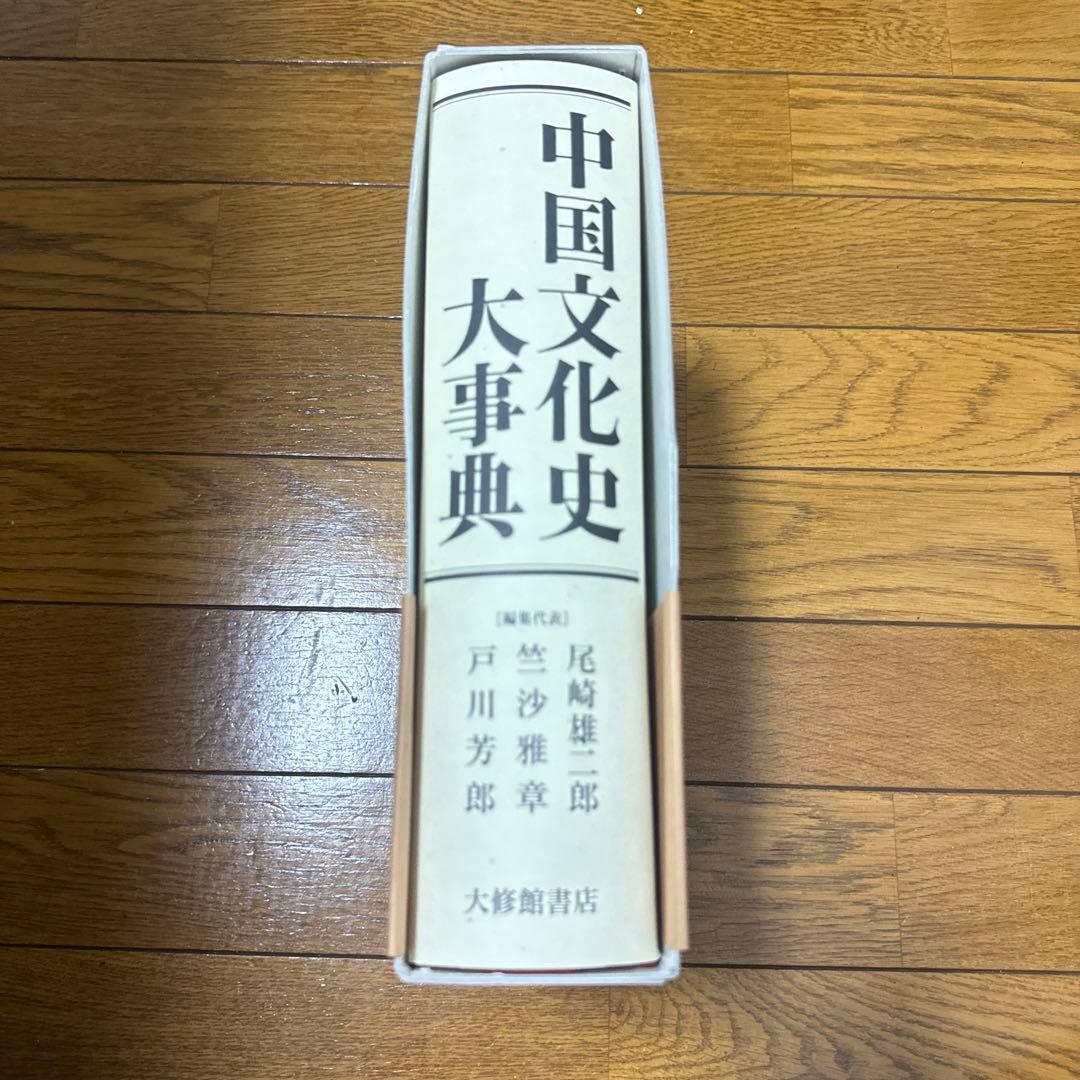 中国文化史
大事典
[編集代表]
尾崎雄二郎
竺沙雅章
戸川芳郎
大修館書店